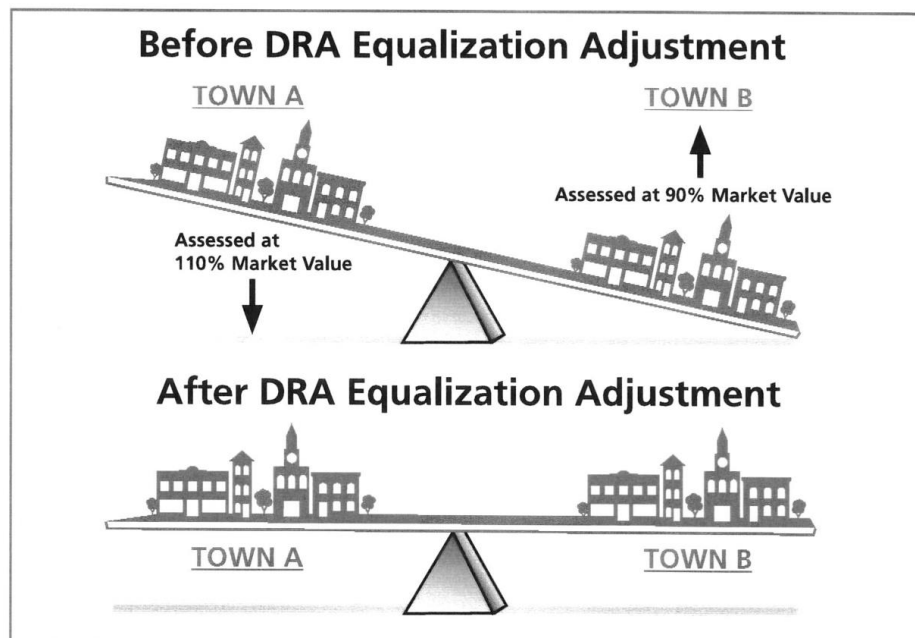 Before DRA Equalization Adjustment
TOWN A
TOWN B
Assessed at 90% Market Value
Assessed at
110% Market Value
After DRA Equalization Adjustment
TOWN A
TOWN B